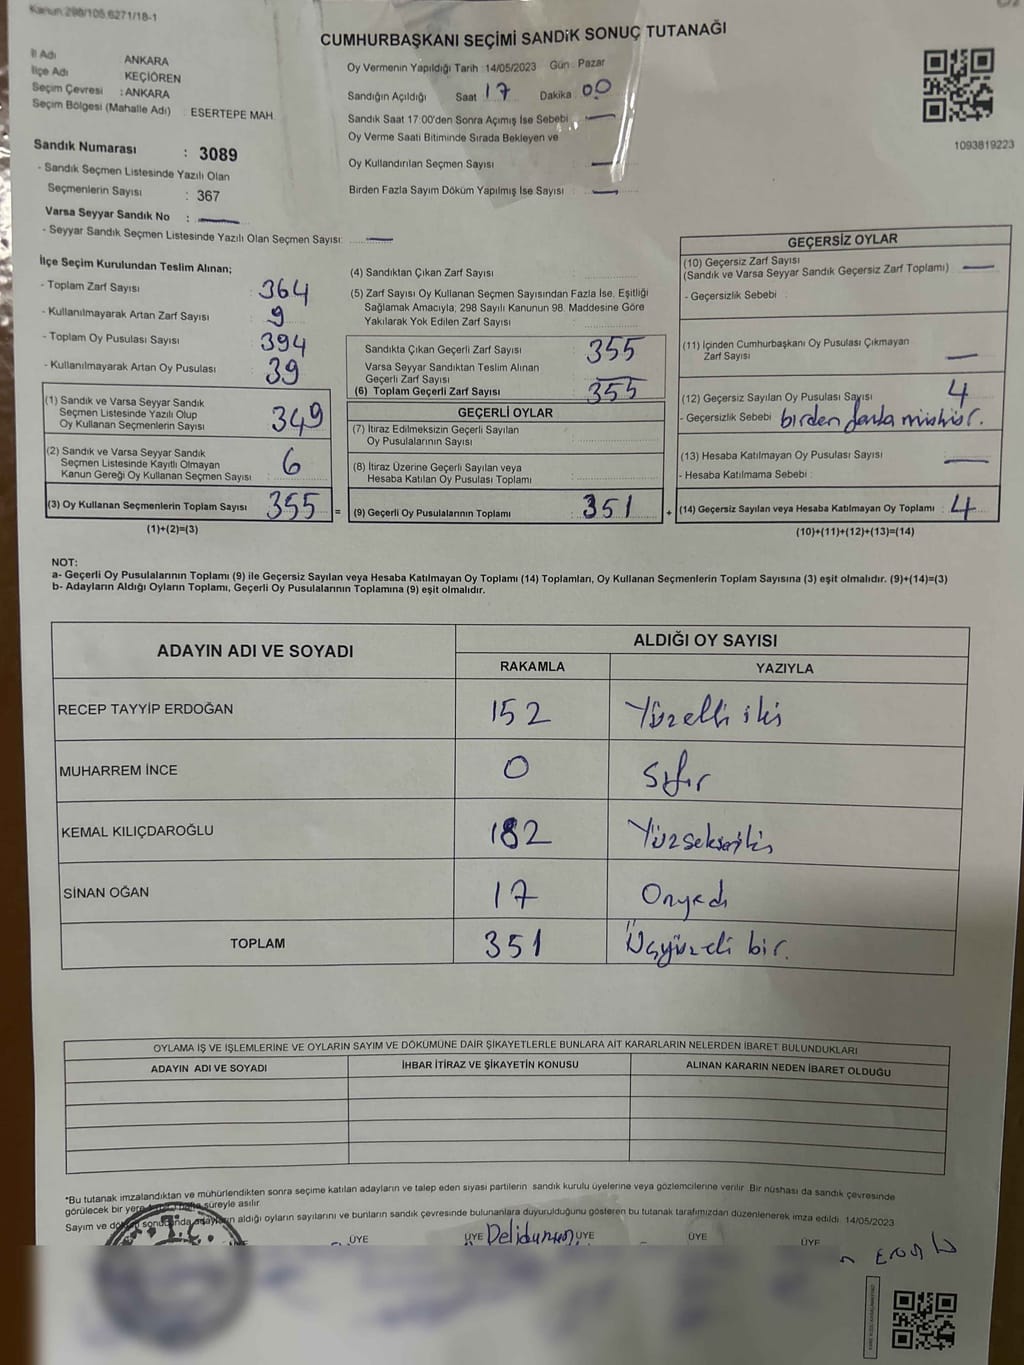 Kanun:298/105,6271/18-1
CUMHURBAŞKANI SEÇİMİ SANDIK SONUÇ TUTANAĞI
İl Adı ANKARA
İlçe Adı KEÇİÖREN
Seçim Çevresi : ANKARA
Seçim Bölgesi (Mahalle Adı) : ESERTEPE MAH.
Oy Vermenin Yapıldığı Tarih : 14/05/2023 Gün : Pazar
Sandığın Açıldığı Saat 17 Dakika 00
Sandık Saat 17:00'den Sonra Açımış İse Sebebi : —
Oy Verme Saati Bitiminde Sırada Bekleyen ve
Oy Kullandırılan Seçmen Sayısı : —
Birden Fazla Sayım Döküm Yapılmış İse Sayısı : —
1093819223
Sandık Numarası : 3089
- Sandık Seçmen Listesinde Yazılı Olan
Seçmenlerin Sayısı : 367
Varsa Seyyar Sandık No : —
- Seyyar Sandık Seçmen Listesinde Yazılı Olan Seçmen Sayısı: —
İlçe Seçim Kurulundan Teslim Alınan;
- Toplam Zarf Sayısı : 364
- Kullanılmayarak Artan Zarf Sayısı : 9
- Toplam Oy Pusulası Sayısı : 394
- Kullanılmayarak Artan Oy Pusulası : 39
(1) Sandık ve Varsa Seyyar Sandık
Seçmen Listesinde Yazılı Olup
Oy Kullanan Seçmenlerin Sayısı : 349
(2) Sandık ve Varsa Seyyar Sandık
Seçmen Listesinde Kayıtlı Olmayan
Kanun Gereği Oy Kullanan Seçmen Sayısı : 6
(3) Oy Kullanan Seçmenlerin Toplam Sayısı 355 =
(1)+(2)=(3)
(4) Sandıktan Çıkan Zarf Sayısı :
(5) Zarf Sayısı Oy Kullanan Seçmen Sayısından Fazla İse, Eşitliği
Sağlamak Amacıyla, 298 Sayılı Kanunun 98. Maddesine Göre
Yakılarak Yok Edilen Zarf Sayısı :
Sandıkta Çıkan Geçerli Zarf Sayısı : 355
Varsa Seyyar Sandıktan Teslim Alınan
Geçerli Zarf Sayısı : —
(6) Toplam Geçerli Zarf Sayısı : 355
GEÇERLİ OYLAR
(7) İtiraz Edilmeksizin Geçerli Sayılan
Oy Pusulalarının Sayısı :
(8) İtiraz Üzerine Geçerli Sayılan veya
Hesaba Katılan Oy Pusulası Toplamı :
(9) Geçerli Oy Pusulalarının Toplamı : 351 +
GEÇERSİZ OYLAR
(10) Geçersiz Zarf Sayısı
(Sandık ve Varsa Seyyar Sandık Geçersiz Zarf Toplamı) : —
- Geçersizlik Sebebi :
(11) İçinden Cumhurbaşkanı Oy Pusulası Çıkmayan
Zarf Sayısı : —
(12) Geçersiz Sayılan Oy Pusulası Sayısı : 4
- Geçersizlik Sebebi : birden fazla mühür.
(13) Hesaba Katılmayan Oy Pusulası Sayısı : —
- Hesaba Katılmama Sebebi :
(14) Geçersiz Sayılan veya Hesaba Katılmayan Oy Toplamı : 4
(10)+(11)+(12)+(13)=(14)
NOT:
a- Geçerli Oy Pusulalarının Toplamı (9) ile Geçersiz Sayılan veya Hesaba Katılmayan Oy Toplamı (14) Toplamları, Oy Kullanan Seçmenlerin Toplam Sayısına (3) eşit olmalıdır. (9)+(14)=(3)
b- Adayların Aldığı Oyların Toplamı, Geçerli Oy Pusulalarının Toplamına (9) eşit olmalıdır.
ADAYIN ADI VE SOYADI ALDIĞI OY SAYISI
RAKAMLA YAZIYLA
RECEP TAYYİP ERDOĞAN 152 Yüzelli iki
MUHARREM İNCE 0 Sıfır
KEMAL KILIÇDAROĞLU 182 Yüzseksen iki
SİNAN OĞAN 17 Onyedi
TOPLAM 351 Üçyüzelli bir.
OYLAMA İŞ VE İŞLEMLERİNE VE OYLARIN SAYIM VE DÖKÜMÜNE DAİR ŞİKAYETLERLE BUNLARA AİT KARARLARIN NELERDEN İBARET BULUNDUKLARI
ADAYIN ADI VE SOYADI İHBAR İTİRAZ VE ŞİKAYETİN KONUSU ALINAN KARARIN NEDEN İBARET OLDUĞU
*Bu tutanak imzalandıktan ve mühürlendikten sonra seçime katılan adayların ve talep eden siyasi partilerin sandık kurulu üyelerine veya gözlemcilerine verilir. Bir nüshası da sandık çevresinde
görülecek bir yere bir hafta süreyle asılır.
Sayım ve döküm sonucunda adayların aldığı oyların sayılarını ve bunların sandık çevresinde bulunanlara duyurulduğunu gösteren bu tutanak tarafımızdan düzenlenerek imza edildi. 14/05/2023
T.C.
ÜYE ÜYE ÜYE ÜYE ÜYE